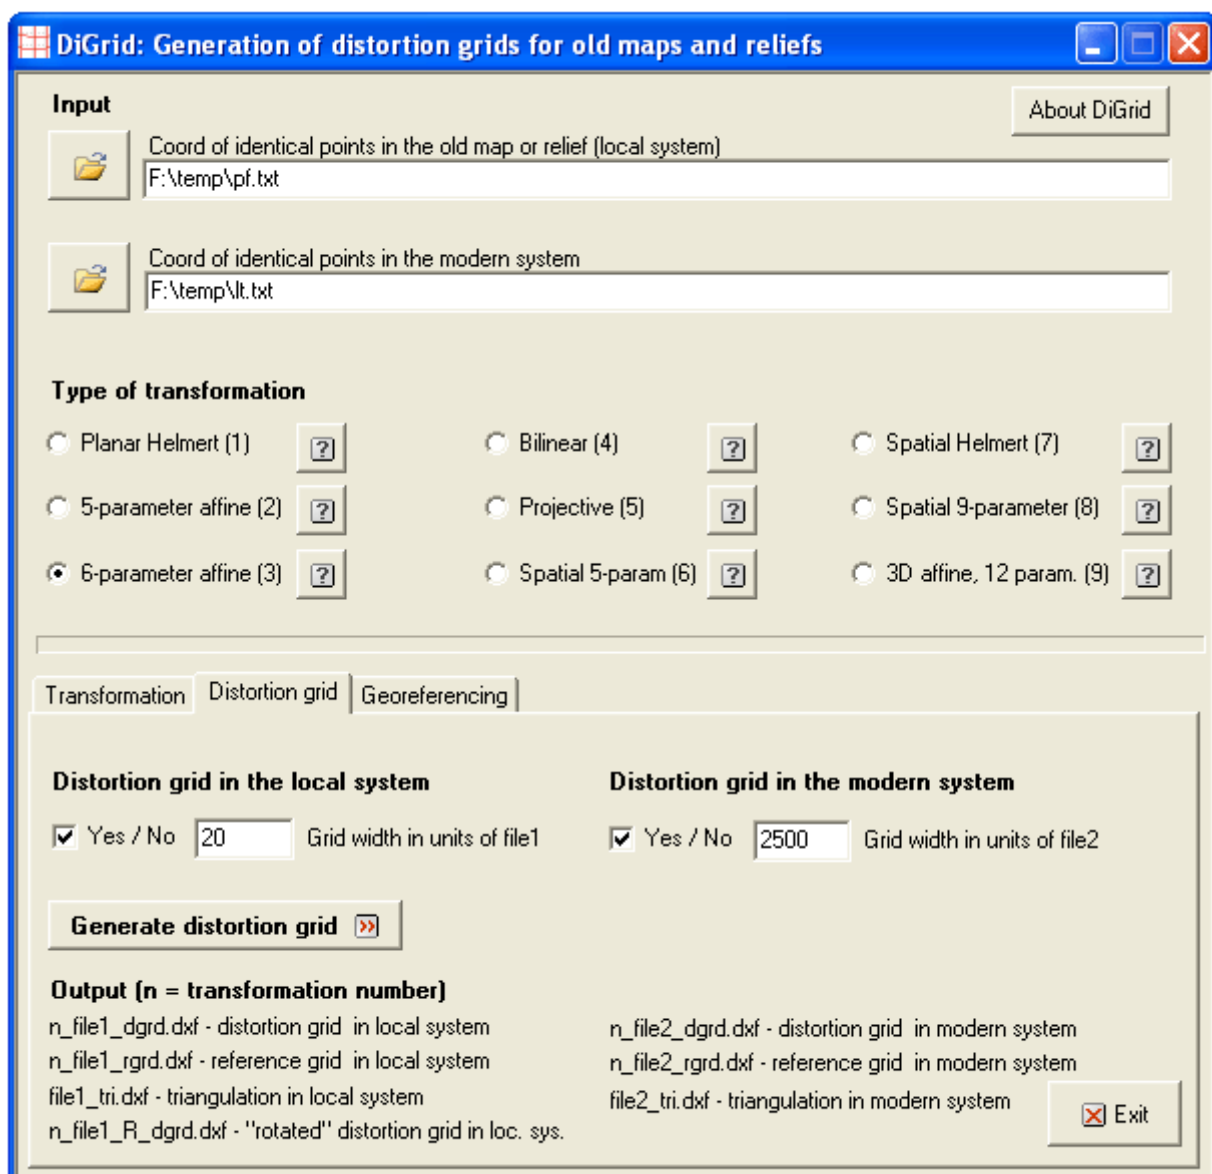 DiGrid: Generation of distortion grids for old maps and reliefs
Input
About DiGrid
Coord of identical points in the old map or relief (local system)
F:\temp\pf.txt
Coord of identical points in the modern system
F:\temp\lt.txt
Type of transformation
Planar Helmert (1) ?
Bilinear (4) ?
Spatial Helmert (7) ?
5-parameter affine (2) ?
Projective (5) ?
Spatial 9-parameter (8) ?
6-parameter affine (3) ?
Spatial 5-param (6) ?
3D affine, 12 param. (9) ?
Transformation
Distortion grid
Georeferencing
Distortion grid in the local system
Distortion grid in the modern system
Yes / No 20 Grid width in units of file1
Yes / No 2500 Grid width in units of file2
Generate distortion grid
Output (n = transformation number)
n_file1_dgrd.dxf - distortion grid in local system
n_file2_dgrd.dxf - distortion grid in modern system
n_file1_rgrd.dxf - reference grid in local system
n_file2_rgrd.dxf - reference grid in modern system
file1_tri.dxf - triangulation in local system
file2_tri.dxf - triangulation in modern system
n_file1_R_dgrd.dxf - "rotated" distortion grid in loc. sys.
Exit